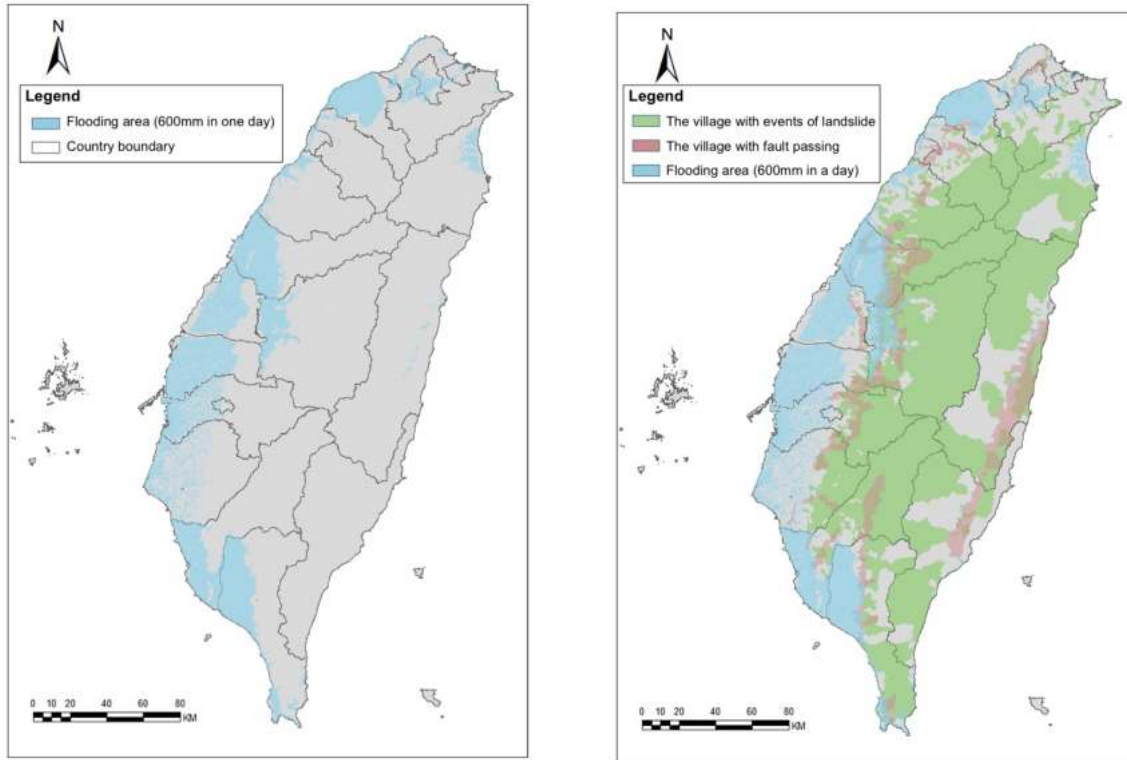 N
Legend
Flooding area (600mm in one day)
Country boundary
0 10 20 40 60 80
KM
N
Legend
The village with events of landslide
The village with fault passing
Flooding area (600mm in a day)
0 10 20 40 60 80
KM